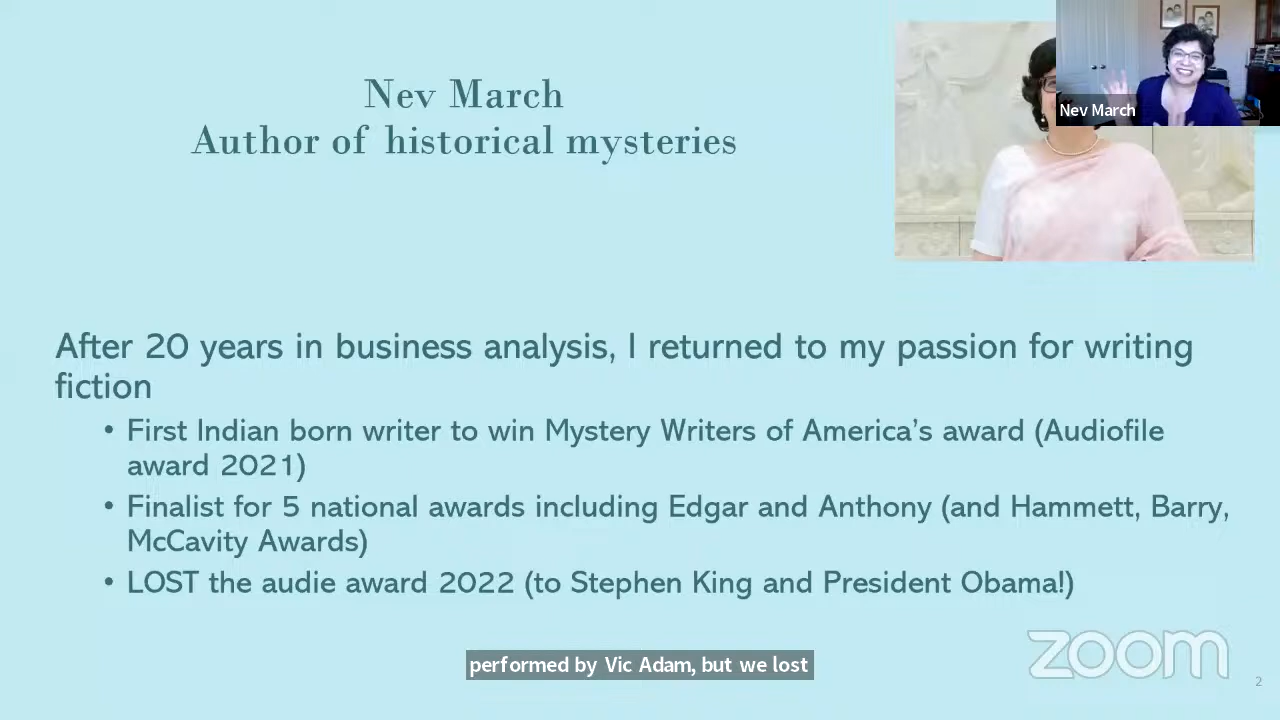 Nev March
Author of historical mysteries
Nev March
After 20 years in business analysis, I returned to my passion for writing
fiction
• First Indian born writer to win Mystery Writers of America’s award (Audiofile
award 2021)
• Finalist for 5 national awards including Edgar and Anthony (and Hammett, Barry,
McCavity Awards)
• LOST the audie award 2022 (to Stephen King and President Obama!)
performed by Vic Adam, but we lost
zoom
2